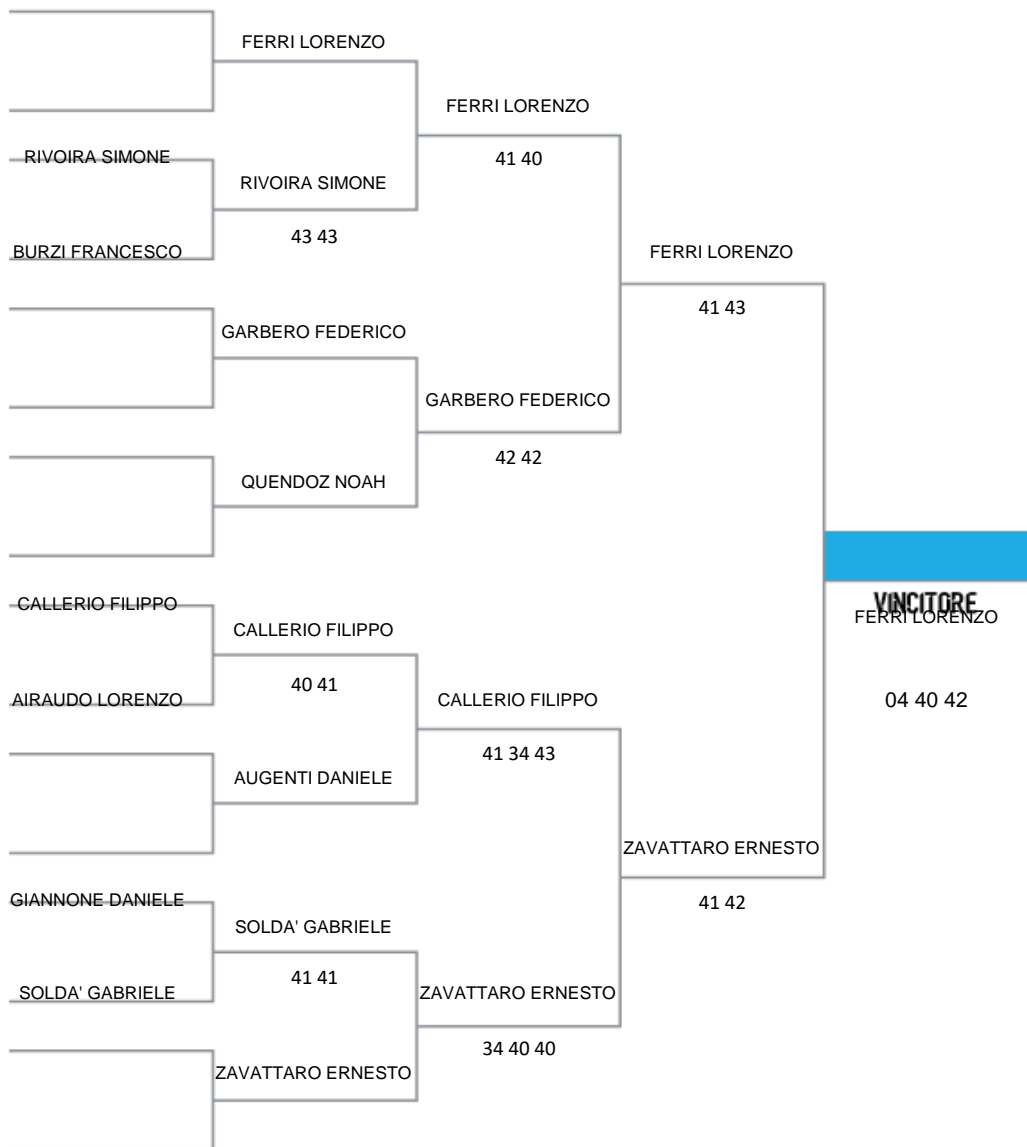 FERRI LORENZO
FERRI LORENZO
RIVOIRA SIMONE
41 40
RIVOIRA SIMONE
43 43
BURZI FRANCESCO
FERRI LORENZO
41 43
GARBERO FEDERICO
GARBERO FEDERICO
42 42
QUENDOZ NOAH
CALLERIO FILIPPO
VINCITORE
FERRI LORENZO
CALLERIO FILIPPO
40 41
AIRAUDO LORENZO
CALLERIO FILIPPO
04 40 42
41 34 43
AUGENTI DANIELE
ZAVATTARO ERNESTO
41 42
GIANNONE DANIELE
SOLDA' GABRIELE
41 41
SOLDA' GABRIELE
ZAVATTARO ERNESTO
34 40 40
ZAVATTARO ERNESTO